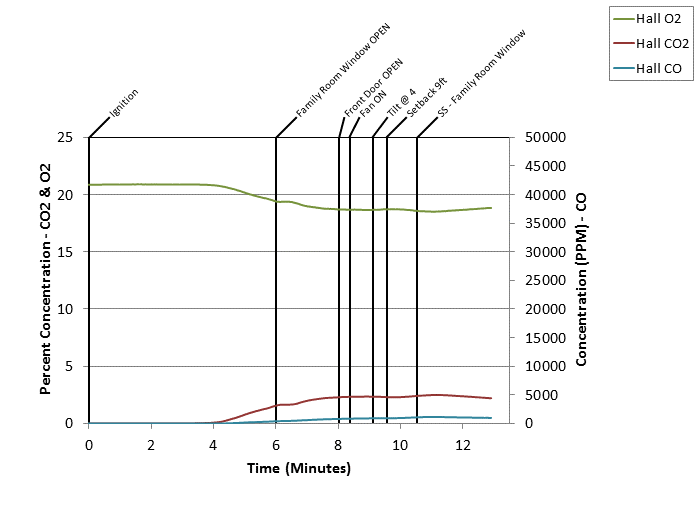 Hall O2
Hall CO2
Hall CO
Ignition
Family Room Window OPEN
Front Door OPEN
Fan ON
Tilt @ 4
Setback 9ft
SS - Family Room Window
Percent Concentration - CO2 & O2
25
20
15
10
5
0
50000
45000
40000
35000
30000
25000
20000
15000
10000
5000
0
Concentration (PPM) - CO
0 2 4 6 8 10 12
Time (Minutes)